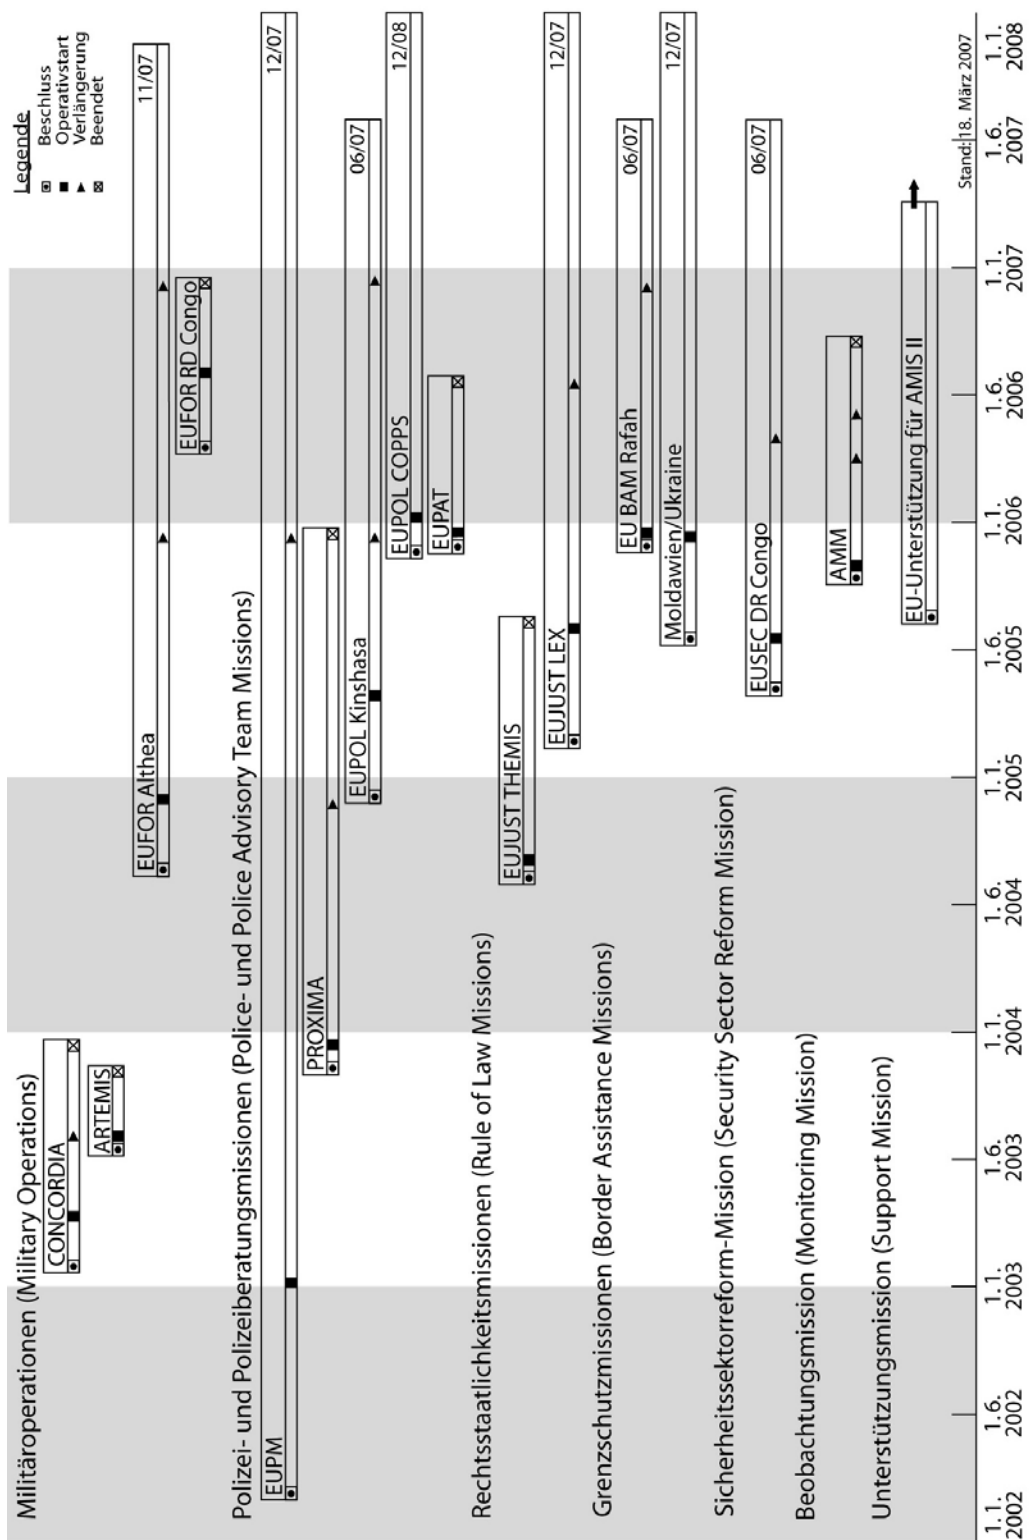 Legende
Beschluss
Operativstart
Verlängerung
Beendet
Militäroperationen (Military Operations)
CONCORDIA
ARTEMIS
EUFOR Althea
11/07
EUFOR RD Congo
Polizei- und Polizeiberatungsmissionen (Police- und Police Advisory Team Missions)
EUPM
12/07
PROXIMA
EUPOL Kinshasa
06/07
EUPOL COPPS
12/08
EUPAT
Rechtsstaatlichkeitsmissionen (Rule of Law Missions)
EUJUST THEMIS
EUJUST LEX
12/07
Grenzschutzmissionen (Border Assistance Missions)
EU BAM Rafah
06/07
Moldawien/Ukraine
12/07
Sicherheitssektorreform-Mission (Security Sector Reform Mission)
EUSEC DR Congo
06/07
Beobachtungsmission (Monitoring Mission)
AMM
Unterstützungsmission (Support Mission)
EU-Unterstützung für AMIS II
Stand: 18. März 2007
1.1. 1.6. 1.1. 1.6. 1.1. 1.6. 1.1. 1.6. 1.1. 1.6. 1.1. 1.6. 1.1.
2002 2002 2003 2003 2004 2004 2005 2005 2006 2006 2007 2007 2008